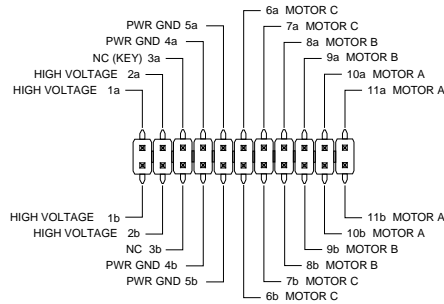 6a MOTOR C
PWR GND 5a
7a MOTOR C
PWR GND 4a
8a MOTOR B
NC (KEY) 3a
9a MOTOR B
HIGH VOLTAGE 2a
10a MOTOR A
HIGH VOLTAGE 1a
11a MOTOR A
HIGH VOLTAGE 1b
11b MOTOR A
HIGH VOLTAGE 2b
10b MOTOR A
NC 3b
9b MOTOR B
PWR GND 4b
8b MOTOR B
PWR GND 5b
7b MOTOR C
6b MOTOR C